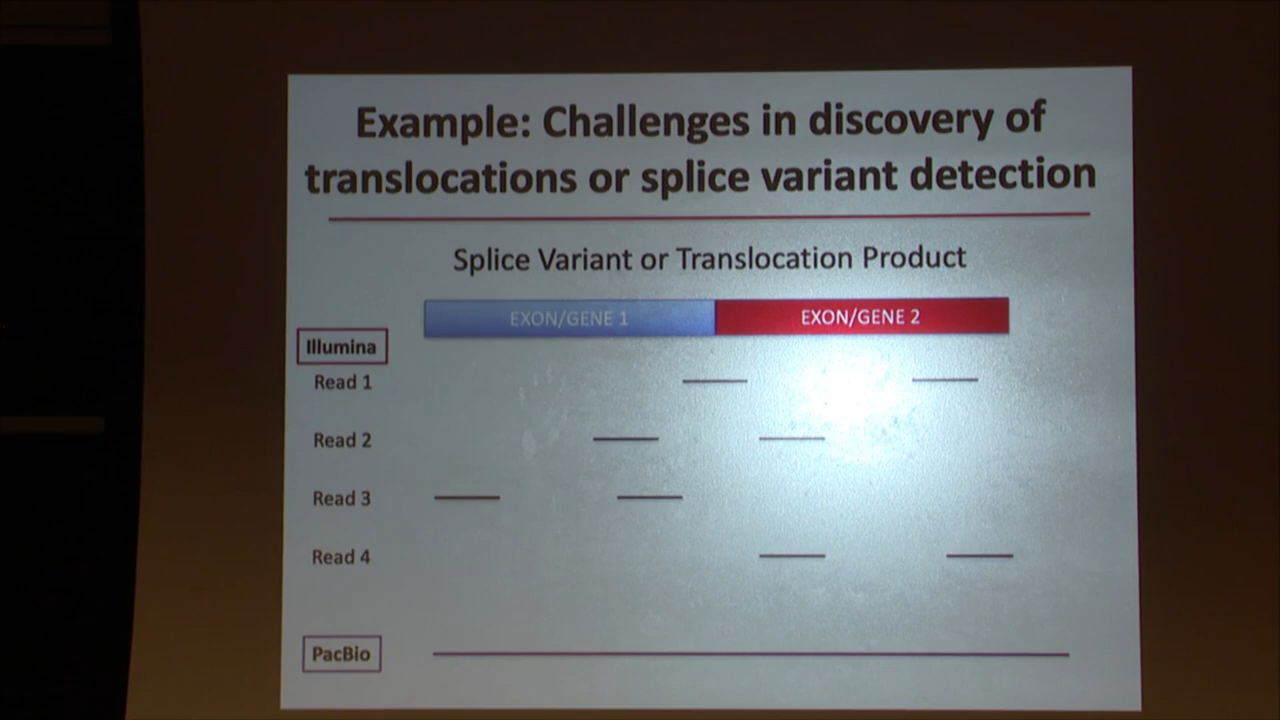 Example: Challenges in discovery of
translocations or splice variant detection
Splice Variant or Translocation Product
EXON/GENE 1
EXON/GENE 2
Illumina
Read 1
Read 2
Read 3
Read 4
PacBio